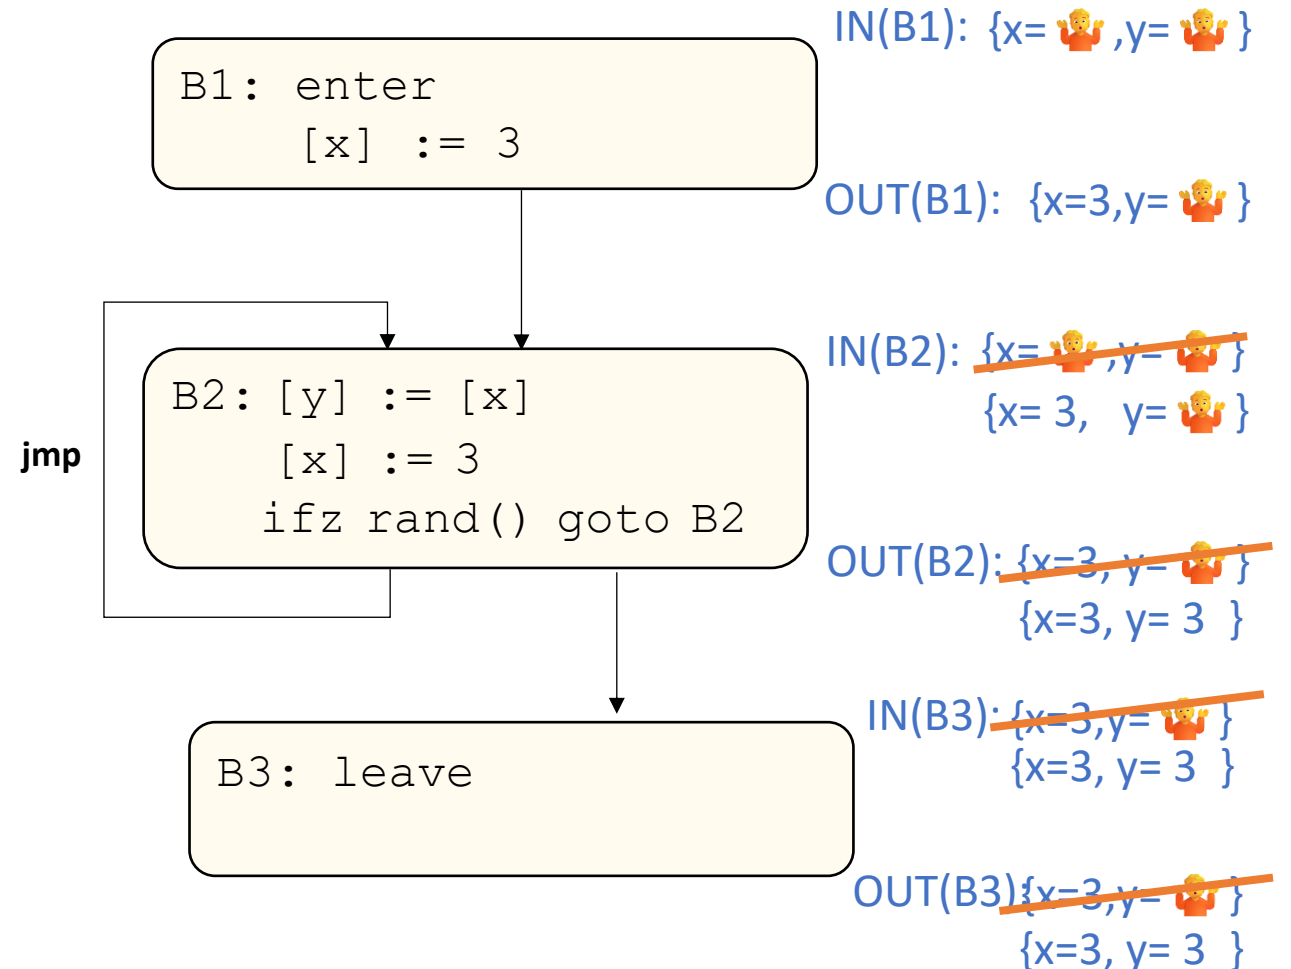 IN(B1): {x= 🤷 ,y= 🤷 }
B1: enter
[x] := 3
OUT(B1): {x=3,y= 🤷 }
IN(B2): {x= 🤷 ,y= 🤷 }
{x= 3, y= 🤷 }
B2: [y] := [x]
[x] := 3
ifz rand() goto B2
jmp
OUT(B2): {x=3, y= 🤷 }
{x=3, y= 3 }
IN(B3): {x=3,y= 🤷 }
{x=3, y= 3 }
B3: leave
OUT(B3):{x=3,y= 🤷 }
{x=3, y= 3 }